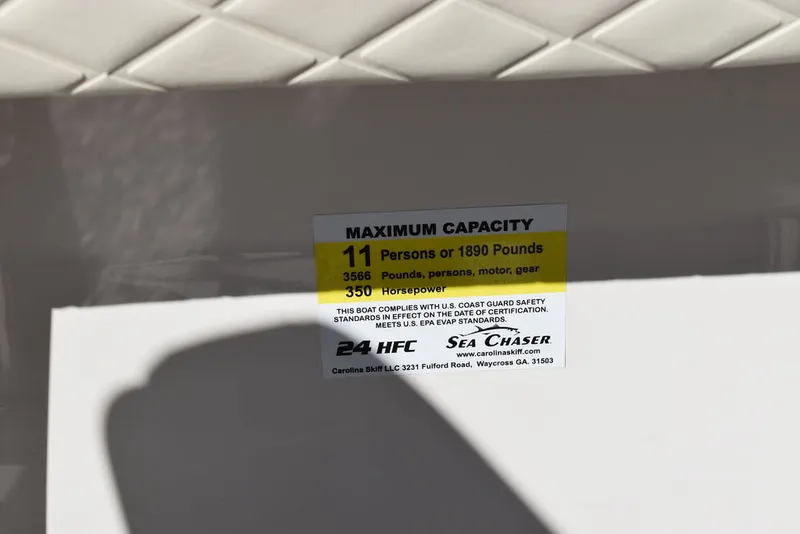 MAXIMUM CAPACITY
11 Persons or 1890 Pounds
3566 Pounds, persons, motor, gear
350 Horsepower
THIS BOAT COMPLIES WITH U.S. COAST GUARD SAFETY
STANDARDS IN EFFECT ON THE DATE OF CERTIFICATION.
MEETS U.S. EPA EVAP STANDARDS.
24 HFC SEA CHASER
www.carolinaskiff.com
Carolina Skiff LLC 3231 Fulford Road, Waycross GA. 31503